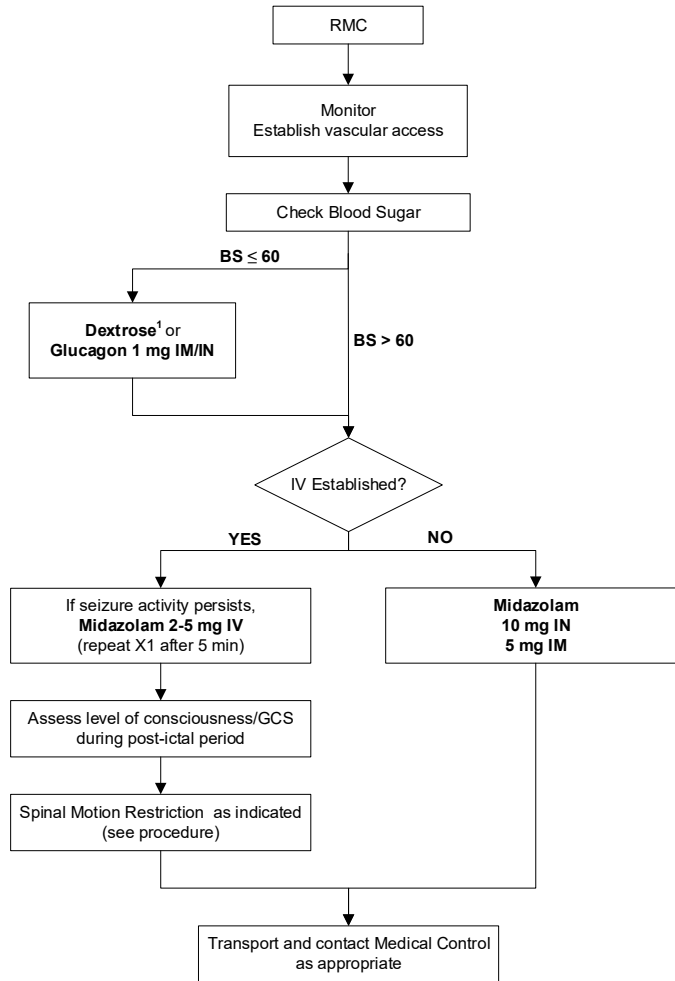 RMC
Monitor
Establish vascular access
Check Blood Sugar
BS ≤ 60
Dextrose¹ or
Glucagon 1 mg IM/IN
BS > 60
IV Established?
YES
NO
If seizure activity persists,
Midazolam 2-5 mg IV
(repeat X1 after 5 min)
Midazolam
10 mg IN
5 mg IM
Assess level of consciousness/GCS
during post-ictal period
Spinal Motion Restriction as indicated
(see procedure)
Transport and contact Medical Control
as appropriate